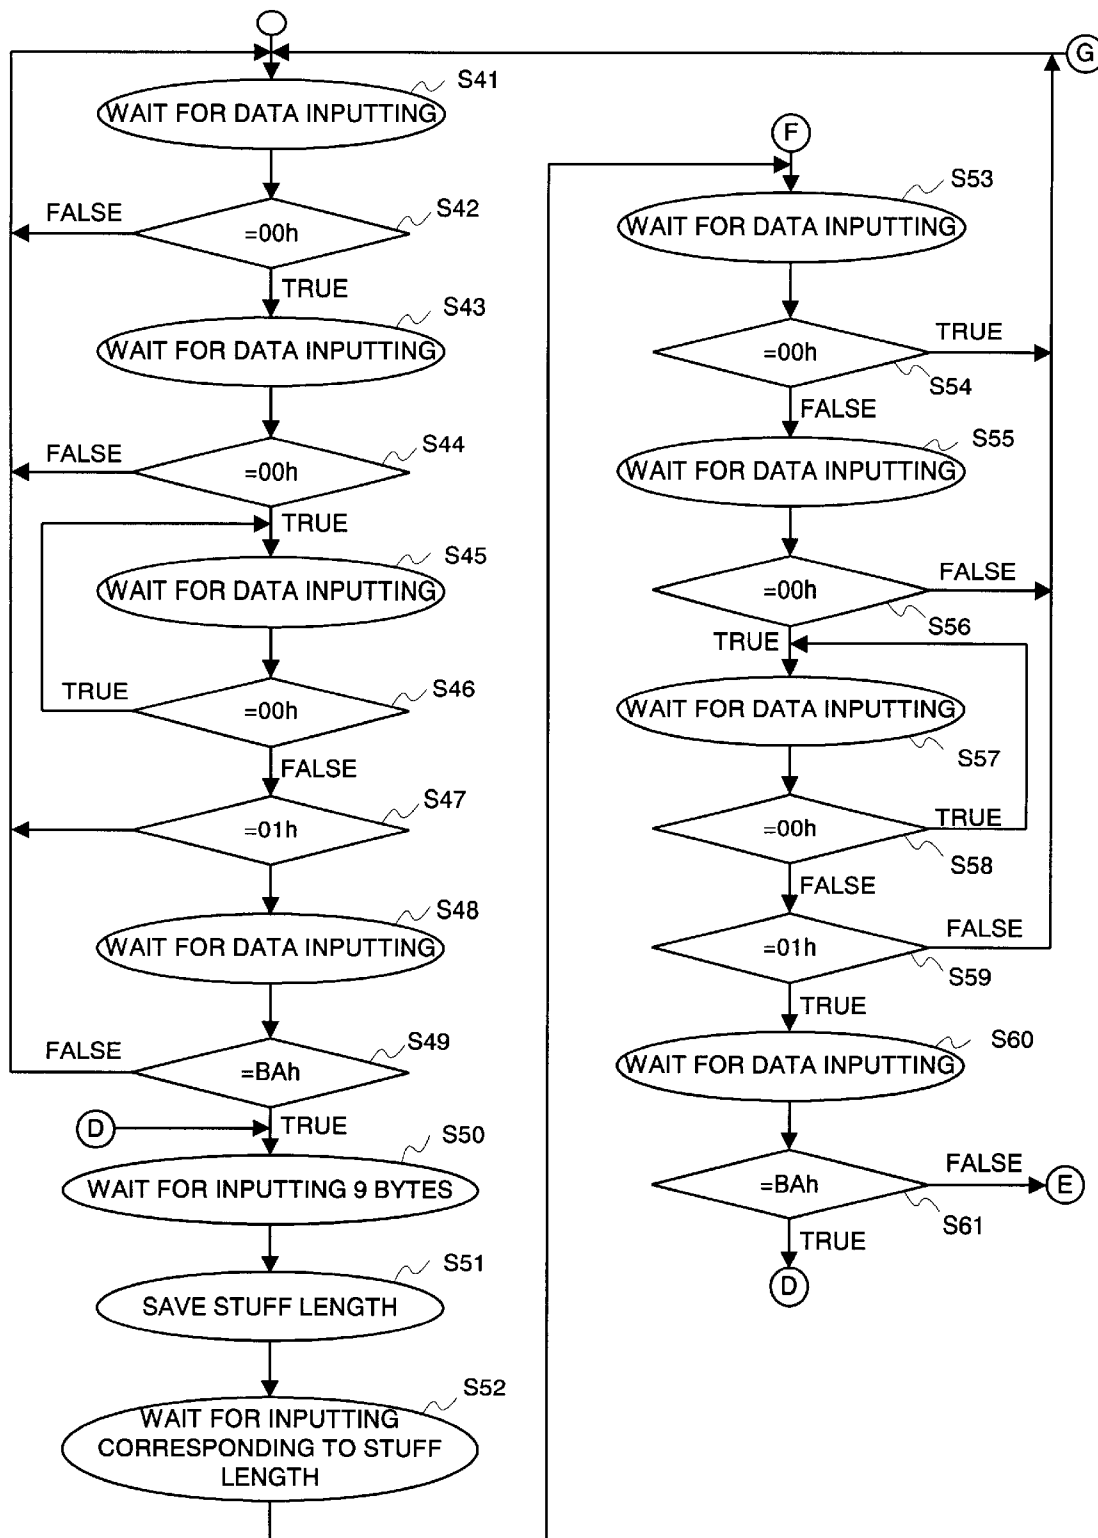 S41
WAIT FOR DATA INPUTTING
FALSE
S42
=00h
TRUE
S43
WAIT FOR DATA INPUTTING
FALSE
S44
=00h
TRUE
S45
WAIT FOR DATA INPUTTING
TRUE
S46
=00h
FALSE
S47
=01h
S48
WAIT FOR DATA INPUTTING
FALSE
S49
=BAh
D
TRUE
S50
WAIT FOR INPUTTING 9 BYTES
S51
SAVE STUFF LENGTH
S52
WAIT FOR INPUTTING
CORRESPONDING TO STUFF
LENGTH
G
F
S53
WAIT FOR DATA INPUTTING
TRUE
=00h
S54
FALSE
S55
WAIT FOR DATA INPUTTING
FALSE
=00h
S56
TRUE
WAIT FOR DATA INPUTTING
S57
TRUE
=00h
S58
FALSE
FALSE
=01h
S59
TRUE
S60
WAIT FOR DATA INPUTTING
FALSE
=BAh
E
S61
TRUE
D